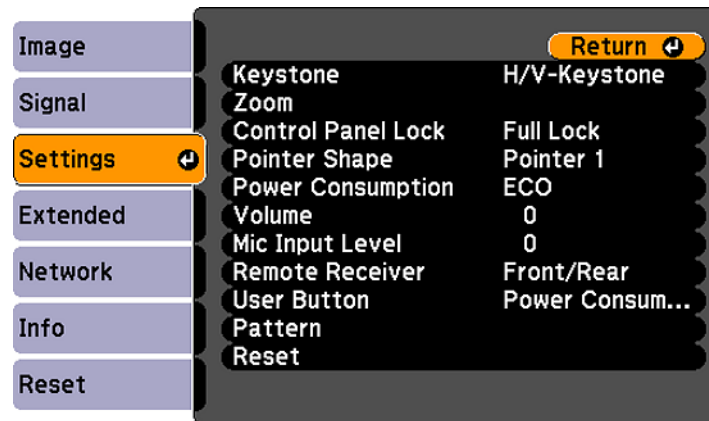 Image
Signal
Settings
Extended
Network
Info
Reset
Return
Keystone H/V-Keystone
Zoom
Control Panel Lock Full Lock
Pointer Shape Pointer 1
Power Consumption ECO
Volume 0
Mic Input Level 0
Remote Receiver Front/Rear
User Button Power Consum...
Pattern
Reset